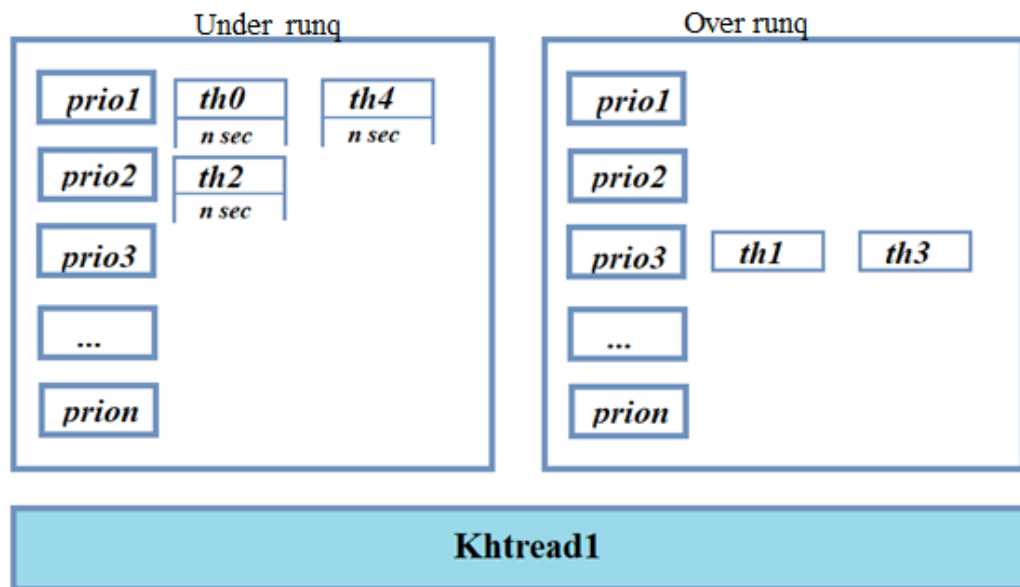 Under runq
Over runq
prio1 th0 th4
n sec n sec
prio2 th2
n sec
prio3
...
prion
prio1
prio2
prio3 th1 th3
...
prion
Khtread1